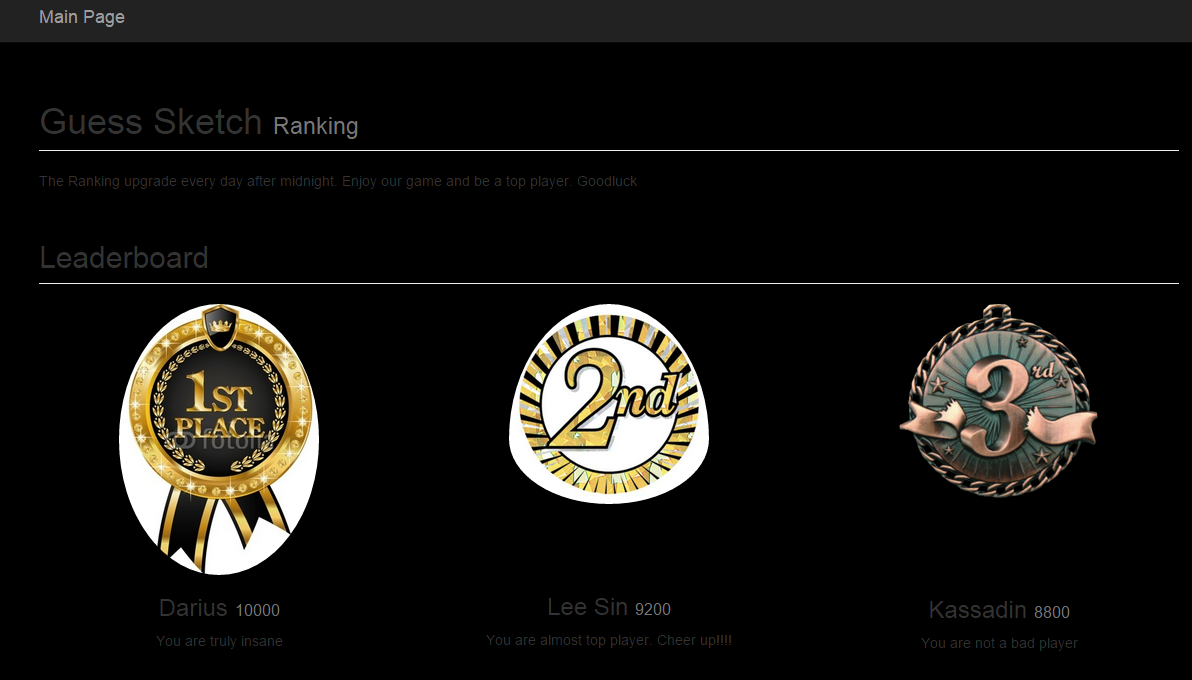 Main Page
Guess Sketch Ranking
The Ranking upgrade every day after midnight. Enjoy our game and be a top player. Goodluck
Leaderboard
1ST
PLACE
2nd
3rd
Darius 10000
Lee Sin 9200
Kassadin 8800
You are truly insane
You are almost top player. Cheer up!!!!
You are not a bad player